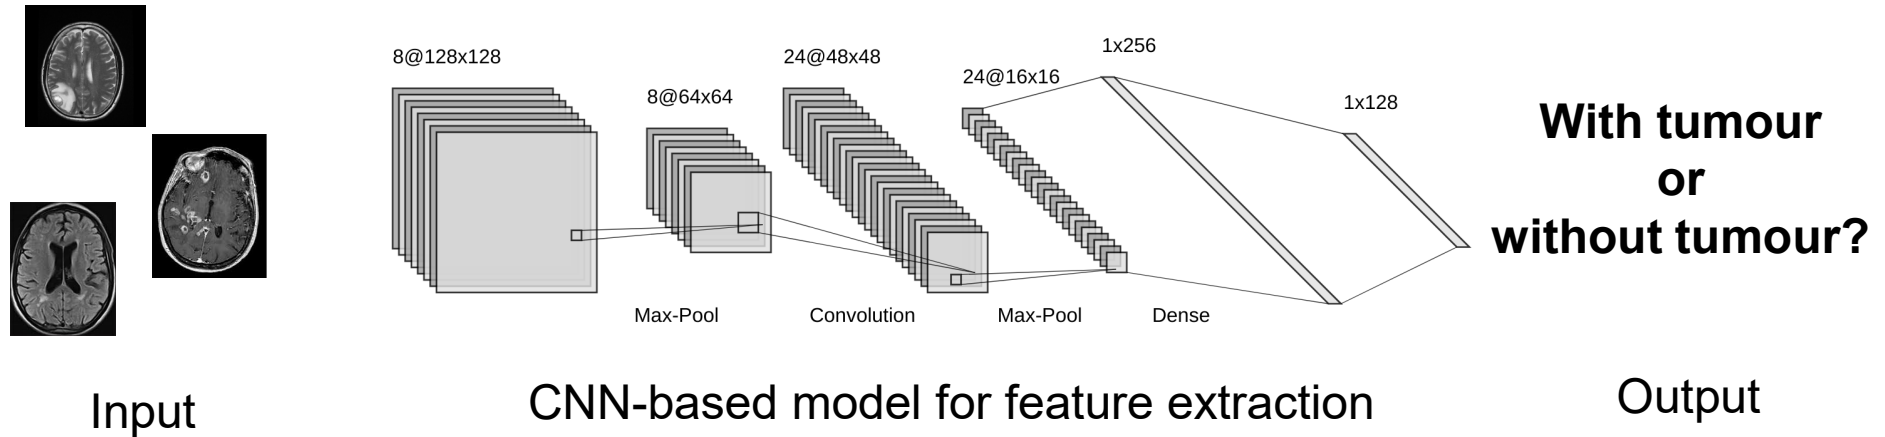 8@128x128
8@64x64
24@48x48
24@16x16
1x256
1x128
Max-Pool
Convolution
Max-Pool
Dense
With tumour
or
without tumour?
Input
CNN-based model for feature extraction
Output